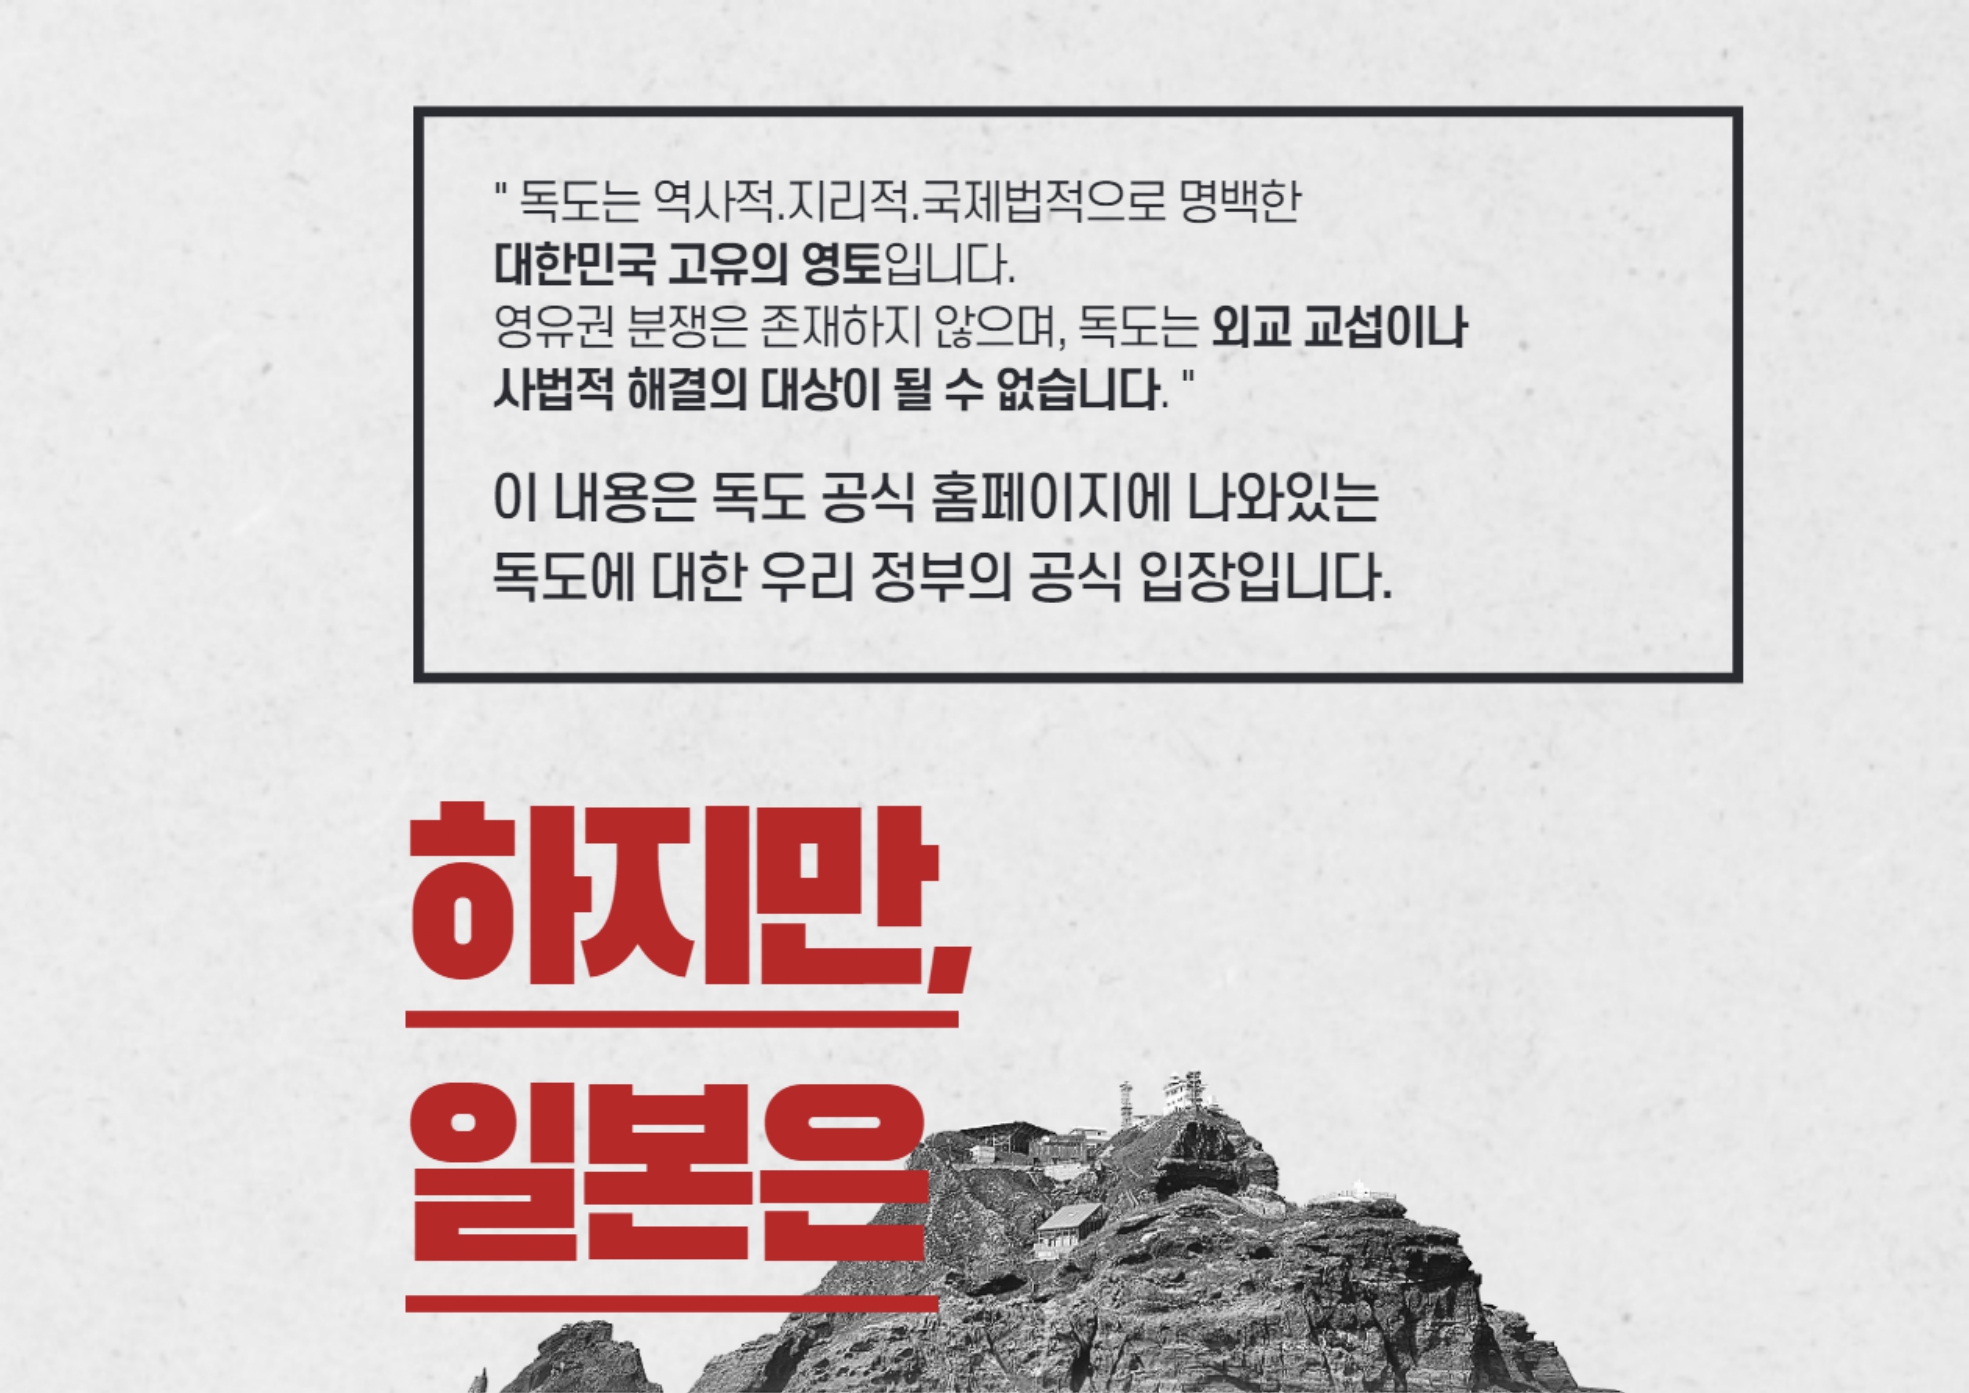 " 독도는 역사적.지리적.국제법적으로 명백한
대한민국 고유의 영토입니다.
영유권 분쟁은 존재하지 않으며, 독도는 외교 교섭이나
사법적 해결의 대상이 될 수 없습니다. "
이 내용은 독도 공식 홈페이지에 나와있는
독도에 대한 우리 정부의 공식 입장입니다.
하지만,
일본은